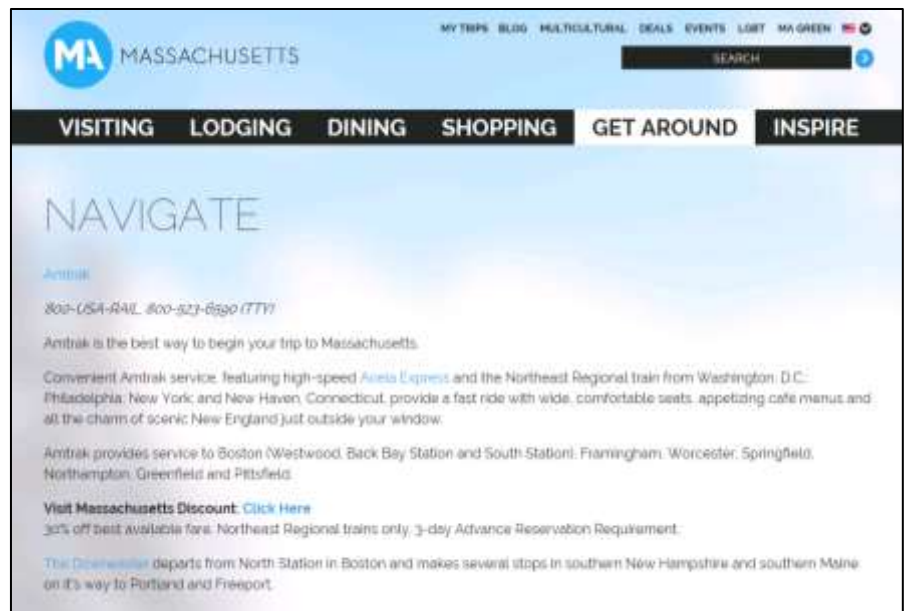 MY TRIPS BLOG MULTICULTURAL DEALS EVENTS LGBT MA GREEN
MA MASSACHUSETTS
SEARCH
VISITING LODGING DINING SHOPPING GET AROUND INSPIRE
NAVIGATE
Amtrak
800-USA-RAIL, 800-523-6590 (TTY)
Amtrak is the best way to begin your trip to Massachusetts.
Convenient Amtrak service, featuring high-speed Acela Express and the Northeast Regional train from Washington, D.C.;
Philadelphia; New York; and New Haven, Connecticut, provide a fast ride with wide, comfortable seats, appetizing cafe menus and
all the charm of scenic New England just outside your window.
Amtrak provides service to Boston (Westwood, Back Bay Station and South Station), Framingham, Worcester, Springfield,
Northampton, Greenfield and Pittsfield.
Visit Massachusetts Discount: Click Here
30% off best available fare. Northeast Regional trains only, 3-day Advance Reservation Requirement.
The Downeaster departs from North Station in Boston and makes several stops in southern New Hampshire and southern Maine
on it's way to Portland and Freeport.